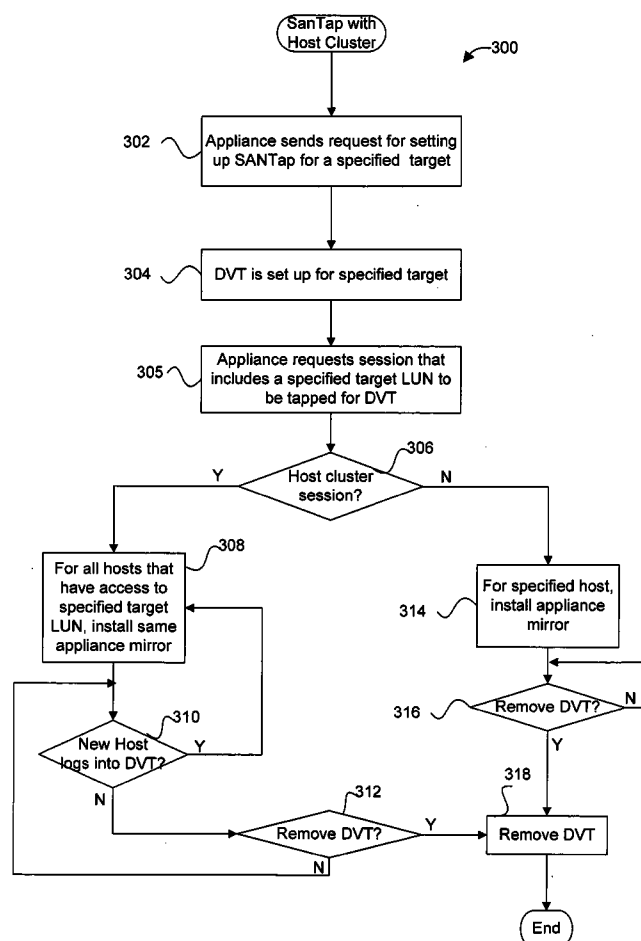 SanTap with
Host Cluster
300
302
Appliance sends request for setting
up SANTap for a specified target
304
DVT is set up for specified target
305
Appliance requests session that
includes a specified target LUN to
be tapped for DVT
306
Y
Host cluster
session?
N
308
For all hosts that
have access to
specified target
LUN, install same
appliance mirror
314
For specified host,
install appliance
mirror
310
New Host
logs into DVT?
Y
N
316
Remove DVT?
N
Y
312
Remove DVT?
Y
N
318
Remove DVT
End